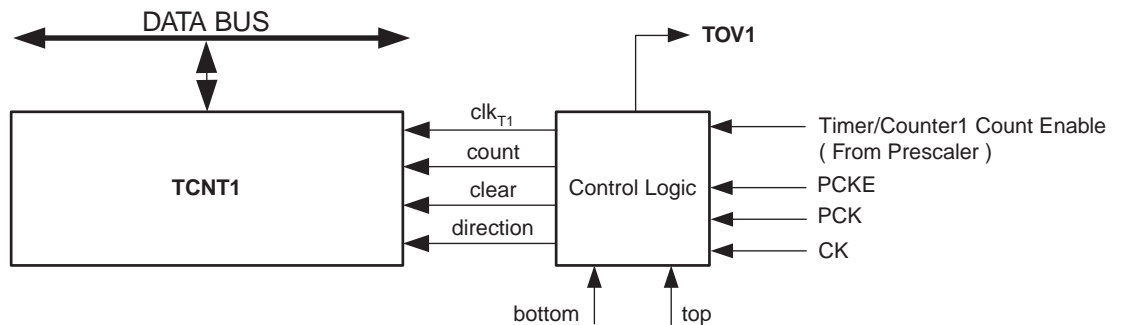 DATA BUS
TOV1
clkT1
Timer/Counter1 Count Enable
( From Prescaler )
count
TCNT1
clear
Control Logic
PCKE
PCK
direction
CK
bottom
top